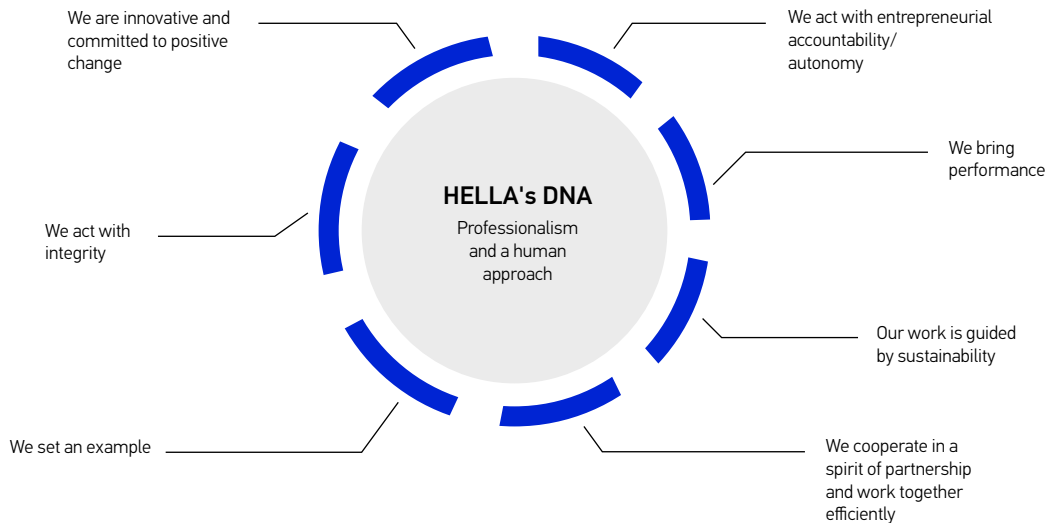 We are innovative and
committed to positive
change
We act with entrepreneurial
accountability/
autonomy
We bring
performance
HELLA's DNA
Professionalism
and a human
approach
We act with
integrity
Our work is guided
by sustainability
We set an example
We cooperate in a
spirit of partnership
and work together
efficiently